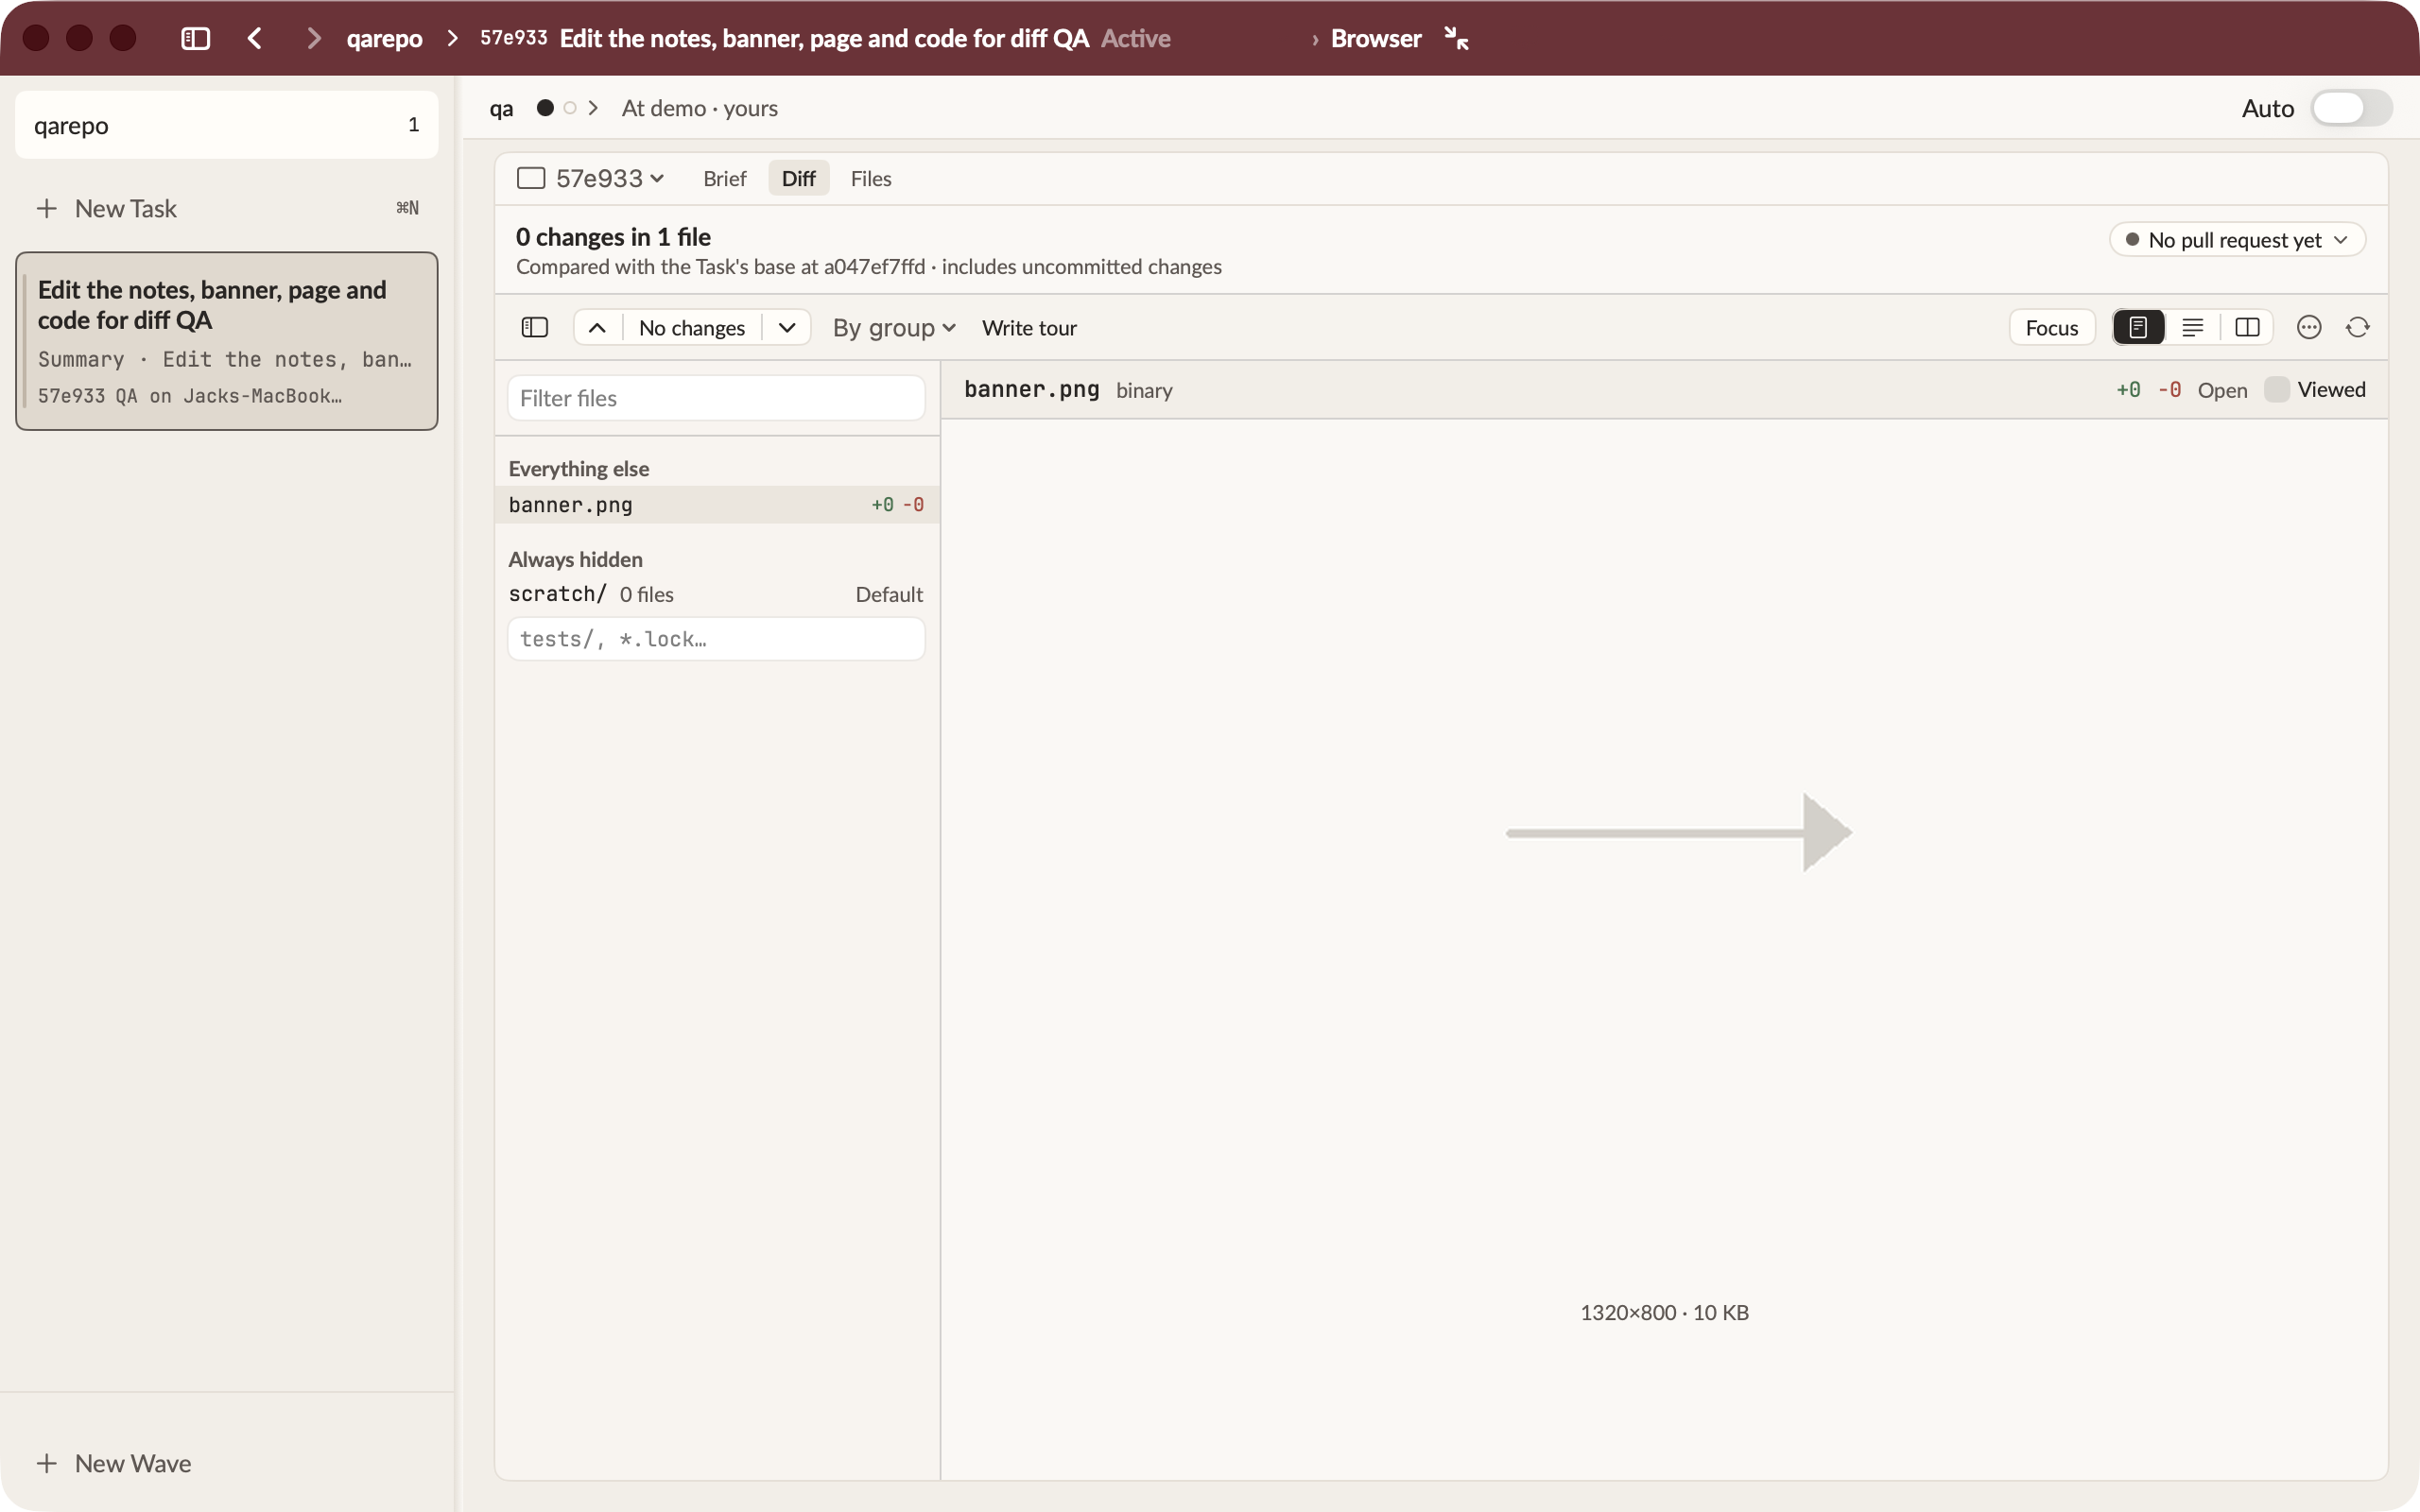 qarepo > 57e933 Edit the notes, banner, page and code for diff QA Active › Browser
qarepo 1
New Task ⌘N
Edit the notes, banner, page and
code for diff QA
Summary · Edit the notes, ban…
57e933 QA on Jacks-MacBook…
New Wave
qa At demo · yours Auto
57e933 Brief Diff Files
0 changes in 1 file
Compared with the Task's base at a047ef7ffd · includes uncommitted changes
No pull request yet
No changes By group Write tour Focus
Filter files
Everything else
banner.png +0 -0
Always hidden
scratch/ 0 files Default
tests/, *.lock…
banner.png binary +0 -0 Open Viewed
1320×800 · 10 KB